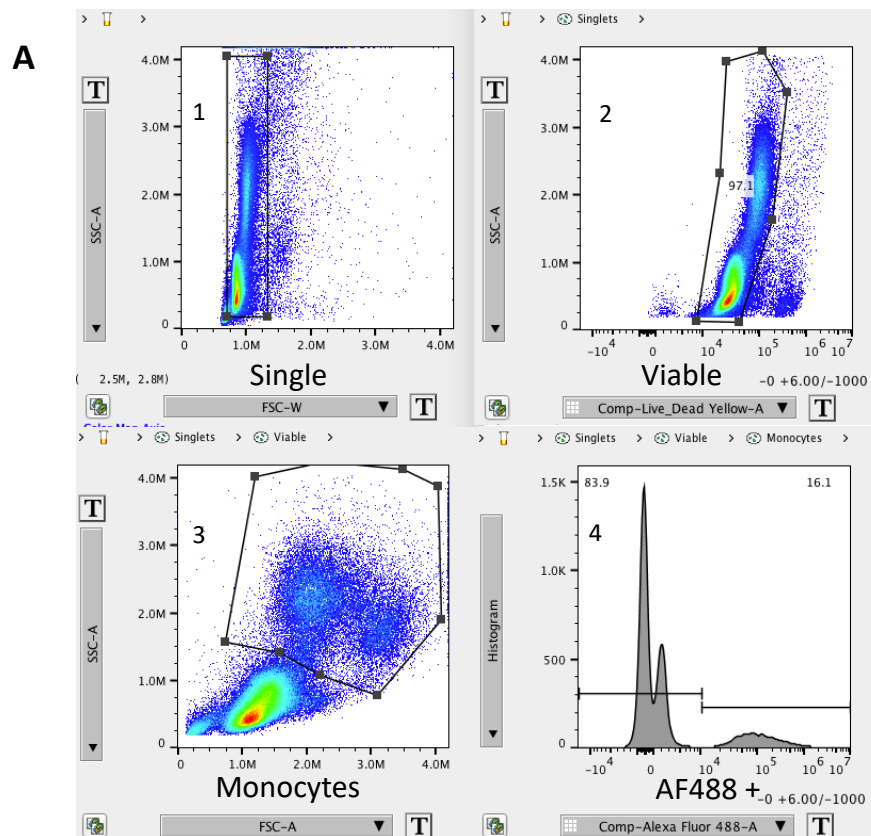 A
> > 
> > Singlets >
T
T
4.0M
3.0M
2.0M
1.0M
0
SSC-A
1
0 1.0M 2.0M 3.0M 4.0M
( 2.5M, 2.8M)
Single
FSC-W
T
4.0M
3.0M
2.0M
1.0M
0
SSC-A
2
97.1
-10^4 0 10^4 10^5 10^6 10^7
Viable
-0 +6.00/-1000
Comp-Live_Dead Yellow-A
T
> Singlets > Viable >
> Singlets > Viable > Monocytes >
T
4.0M
3.0M
2.0M
1.0M
0
SSC-A
3
0 1.0M 2.0M 3.0M 4.0M
Monocytes
FSC-A
T
83.9 16.1
1.5K
1.0K
500
0
Histogram
4
-10^4 0 10^4 10^5 10^6 10^7
AF488 +
-0 +6.00/-1000
Comp-Alexa Fluor 488-A
T